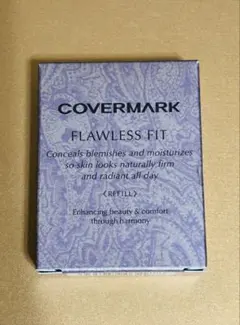 COVERMARK
FLAWLESS FIT
Conceals blemishes and moisturizes
so skin looks naturally firm
and radiant all day
〈REFILL〉
Enhancing beauty & comfort
through harmony